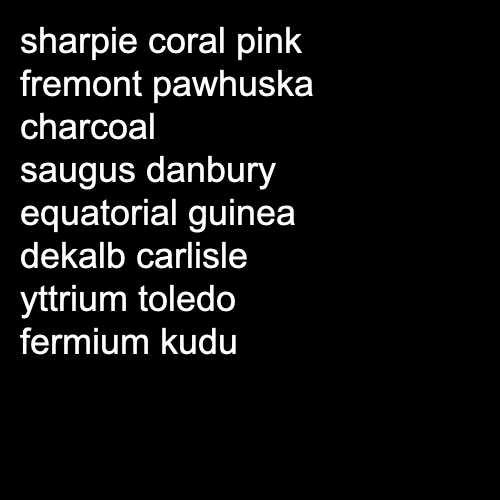 sharpie coral pink
fremont pawhuska
charcoal
saugus danbury
equatorial guinea
dekalb carlisle
yttrium toledo
fermium kudu